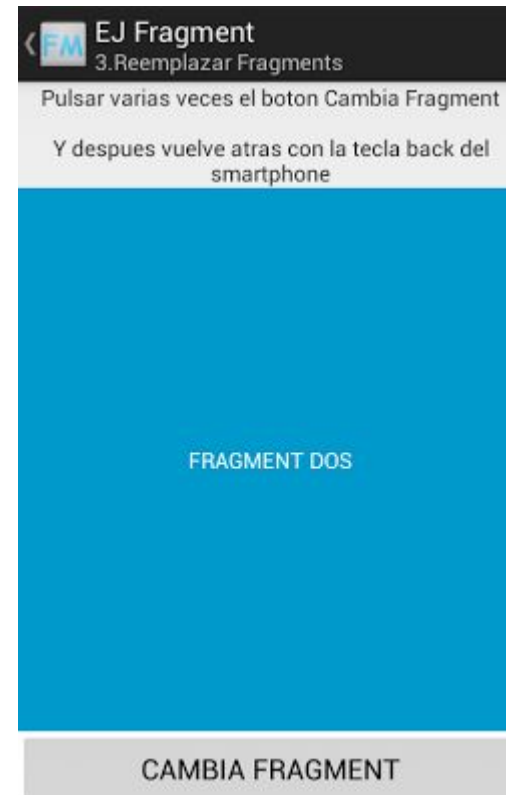 FM
EJ Fragment
3.Reemplazar Fragments
Pulsar varias veces el boton Cambia Fragment
Y despues vuelve atras con la tecla back del
smartphone
FRAGMENT DOS
CAMBIA FRAGMENT